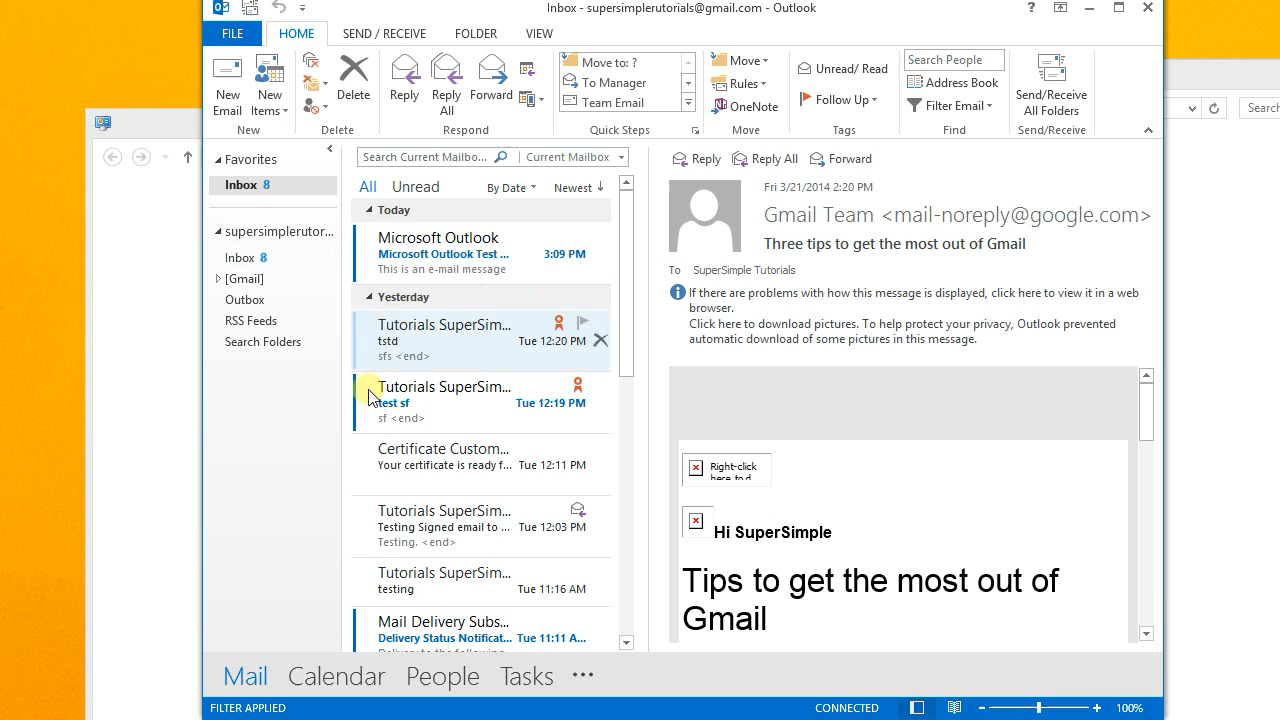 Inbox - supersimplerutorials@gmail.com - Outlook
FILE HOME SEND / RECEIVE FOLDER VIEW
New Email
New Items
Delete
Reply
Reply All
Forward
Move to: ?
To Manager
Team Email
Move
Rules
OneNote
Unread/ Read
Follow Up
Search People
Address Book
Filter Email
Send/Receive All Folders
New Delete Respond Quick Steps Move Tags Find Send/Receive
Search
Favorites
Inbox 8
supersimplerutor...
Inbox 8
[Gmail]
Outbox
RSS Feeds
Search Folders
Search Current Mailbo... Current Mailbox
All Unread By Date Newest
Today
Microsoft Outlook
Microsoft Outlook Test ... 3:09 PM
This is an e-mail message
Yesterday
Tutorials SuperSim...
tstd Tue 12:20 PM
sfs <end>
Tutorials SuperSim...
test sf Tue 12:19 PM
sf <end>
Certificate Custom...
Your certificate is ready f... Tue 12:11 PM
Tutorials SuperSim...
Testing Signed email to ... Tue 12:03 PM
Testing. <end>
Tutorials SuperSim...
testing Tue 11:16 AM
Mail Delivery Subs...
Delivery Status Notificat... Tue 11:11 A...
Reply Reply All Forward
Fri 3/21/2014 2:20 PM
Gmail Team <mail-noreply@google.com>
Three tips to get the most out of Gmail
To SuperSimple Tutorials
If there are problems with how this message is displayed, click here to view it in a web
browser.
Click here to download pictures. To help protect your privacy, Outlook prevented
automatic download of some pictures in this message.
Right-click
here to d
Hi SuperSimple
Tips to get the most out of
Gmail
Mail Calendar People Tasks ...
FILTER APPLIED CONNECTED 100%